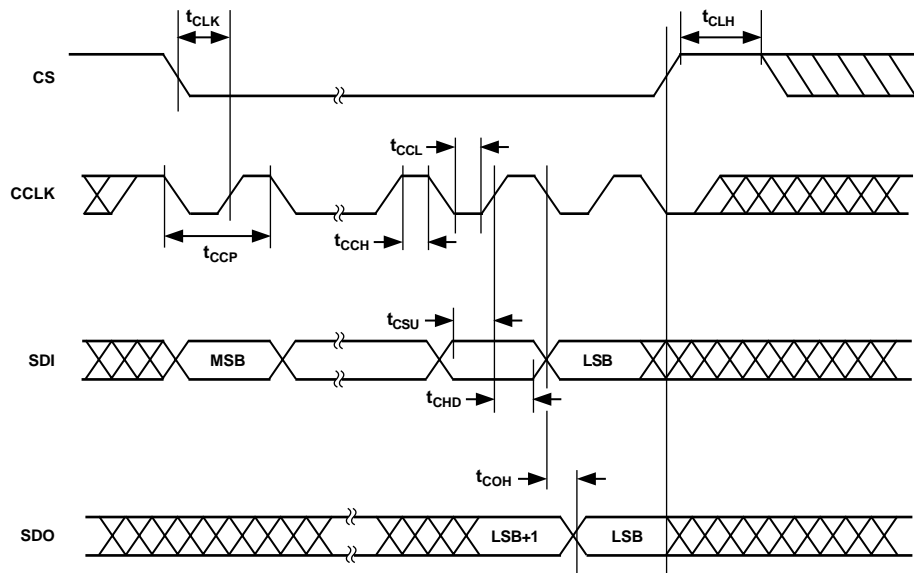 tCLK
tCLH
CS
tCCL
CCLK
tCCH
tCCP
tCSU
SDI
MSB
LSB
tCHD
tCOH
SDO
LSB+1
LSB